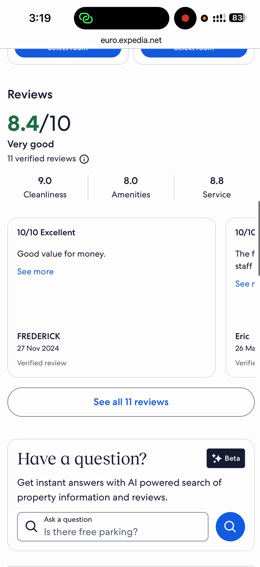 3:19
83
euro.expedia.net
Reviews
8.4/10
Very good
11 verified reviews
9.0
Cleanliness
8.0
Amenities
8.8
Service
10/10 Excellent
Good value for money.
See more
FREDERICK
27 Nov 2024
Verified review
10/10
The f
staff
See r
Eric
26 Ma
Verifie
See all 11 reviews
Have a question?
Beta
Get instant answers with AI powered search of
property information and reviews.
Ask a question
Is there free parking?